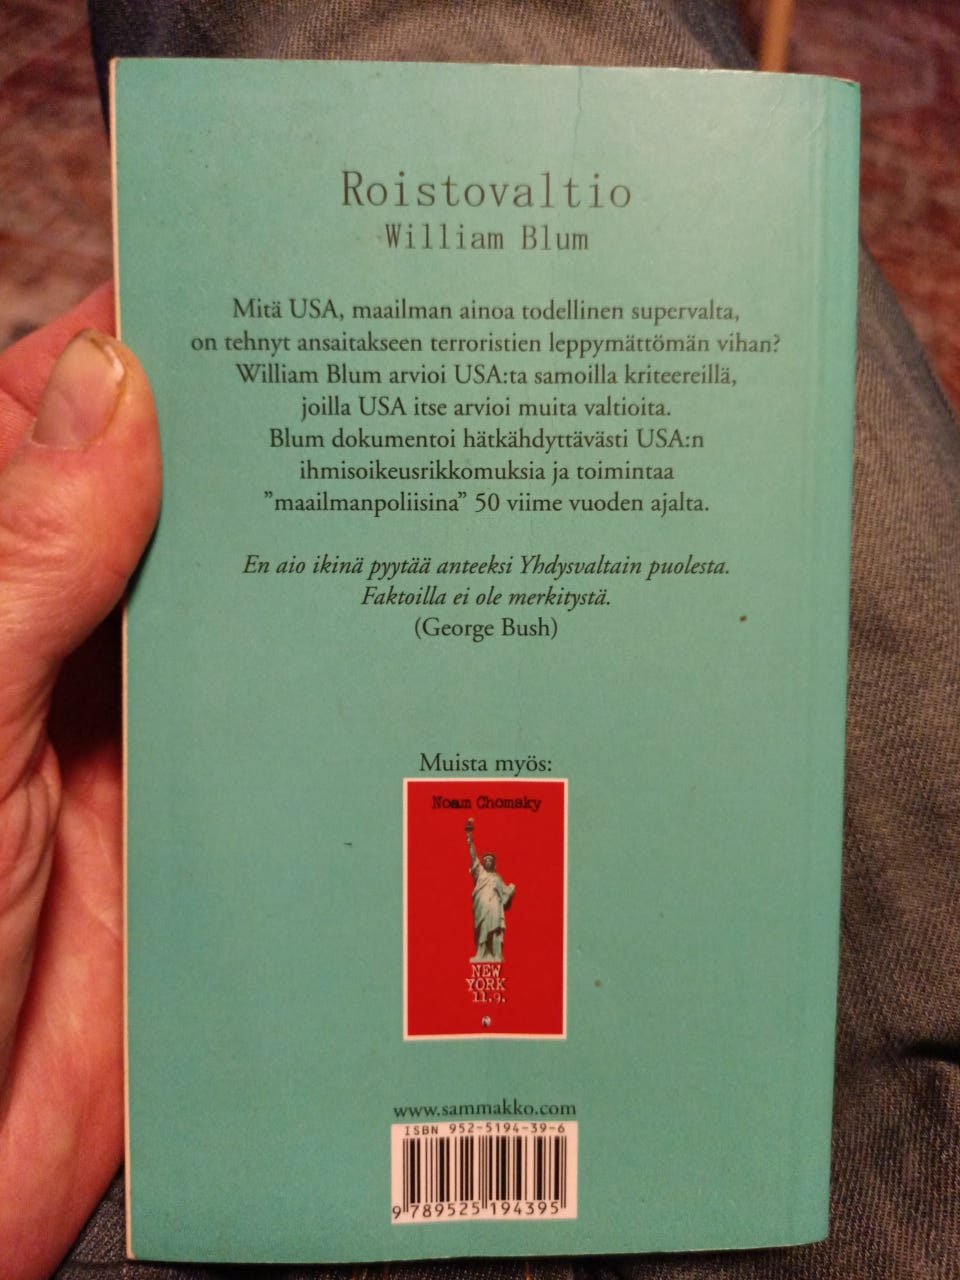 Roistovaltio
William Blum
Mitä USA, maailman ainoa todellinen supervalta,
on tehnyt ansaitakseen terroristien leppymättömän vihan?
William Blum arvioi USA:ta samoilla kriteereillä,
joilla USA itse arvioi muita valtioita.
Blum dokumentoi hätkähdyttävästi USA:n
ihmisoikeusrikkomuksia ja toimintaa
”maailmanpoliisina” 50 viime vuoden ajalta.
En aio ikinä pyytää anteeksi Yhdysvaltain puolesta.
Faktoilla ei ole merkitystä.
(George Bush)
Muista myös:
Noam Chomsky
NEW
YORK
11.9.
www.sammakko.com
ISBN 952-5194-39-6
9 789525 194395